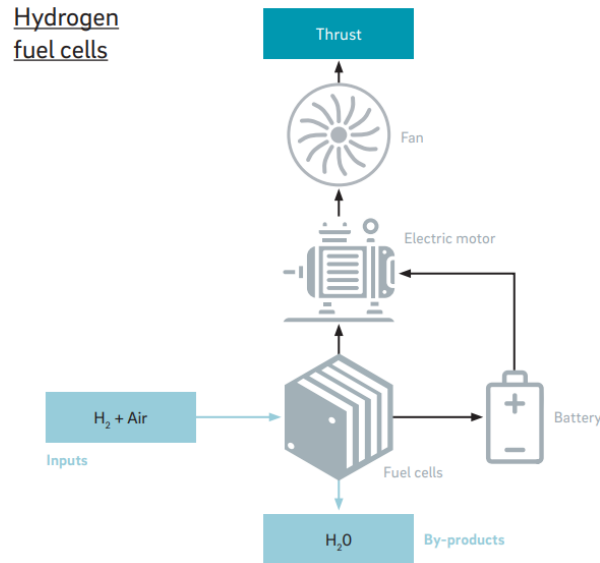 Hydrogen
fuel cells
Thrust
Fan
Electric motor
H₂ + Air
Inputs
Fuel cells
Battery
H₂0
By-products